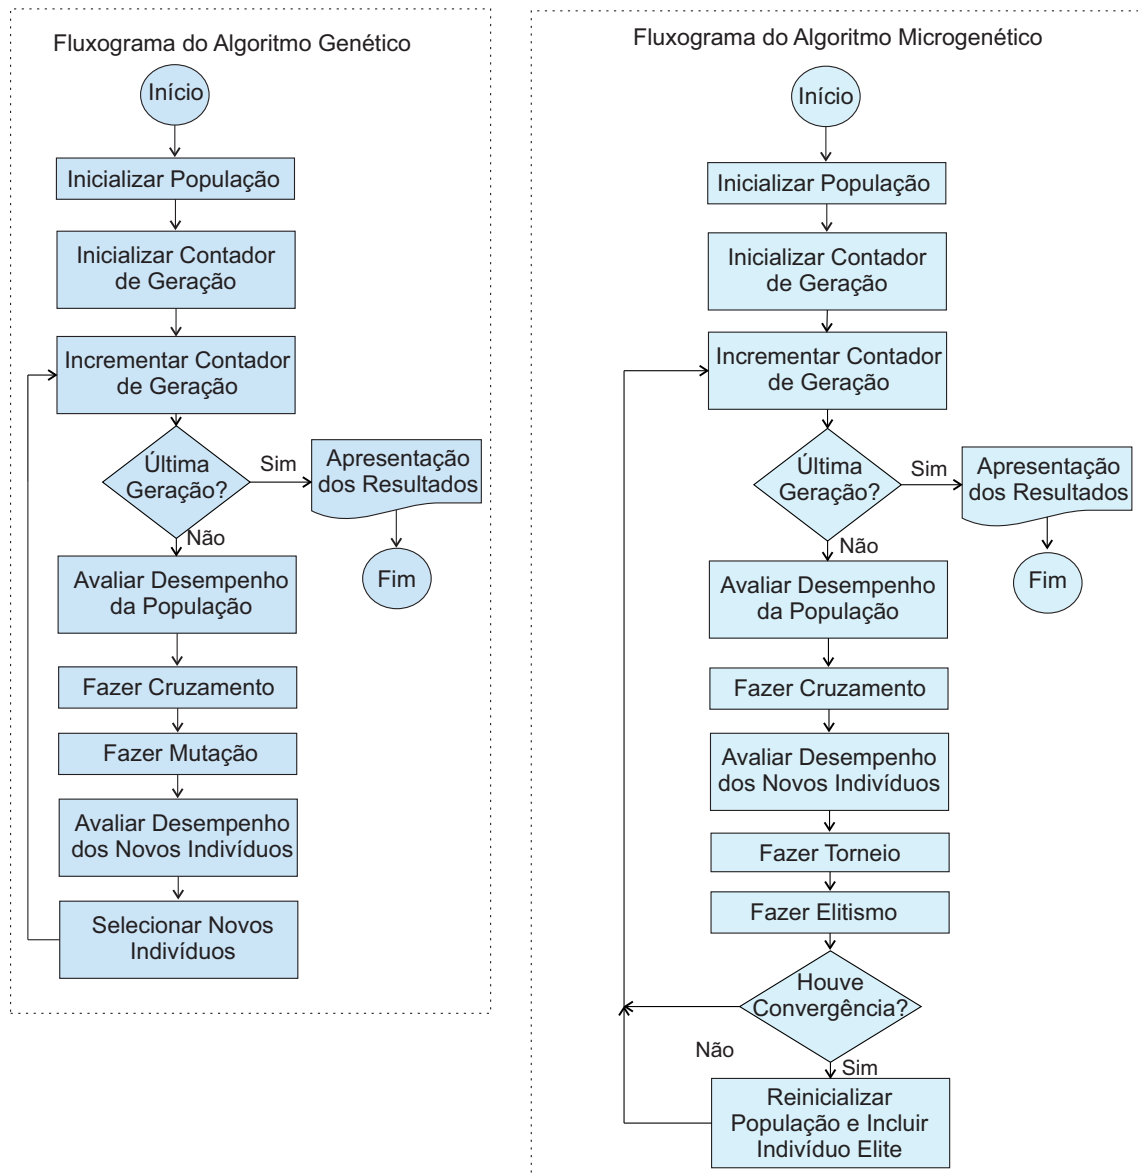 Fluxograma do Algoritmo Genético
Início
Inicializar População
Inicializar Contador
de Geração
Incrementar Contador
de Geração
Última
Geração?
Sim
Apresentação
dos Resultados
Fim
Não
Avaliar Desempenho
da População
Fazer Cruzamento
Fazer Mutação
Avaliar Desempenho
dos Novos Indivíduos
Selecionar Novos
Indivíduos
Fluxograma do Algoritmo Microgenético
Início
Inicializar População
Inicializar Contador
de Geração
Incrementar Contador
de Geração
Última
Geração?
Sim
Apresentação
dos Resultados
Fim
Não
Avaliar Desempenho
da População
Fazer Cruzamento
Avaliar Desempenho
dos Novos Indivíduos
Fazer Torneio
Fazer Elitismo
Houve
Convergência?
Não
Sim
Reinicializar
População e Incluir
Indivíduo Elite